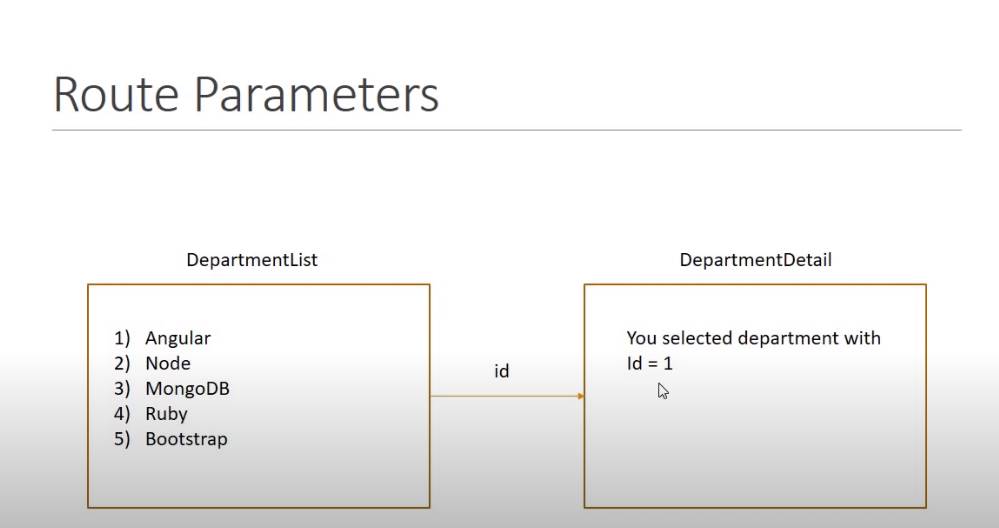 Route Parameters
DepartmentList
1) Angular
2) Node
3) MongoDB
4) Ruby
5) Bootstrap
id
DepartmentDetail
You selected department with
Id = 1